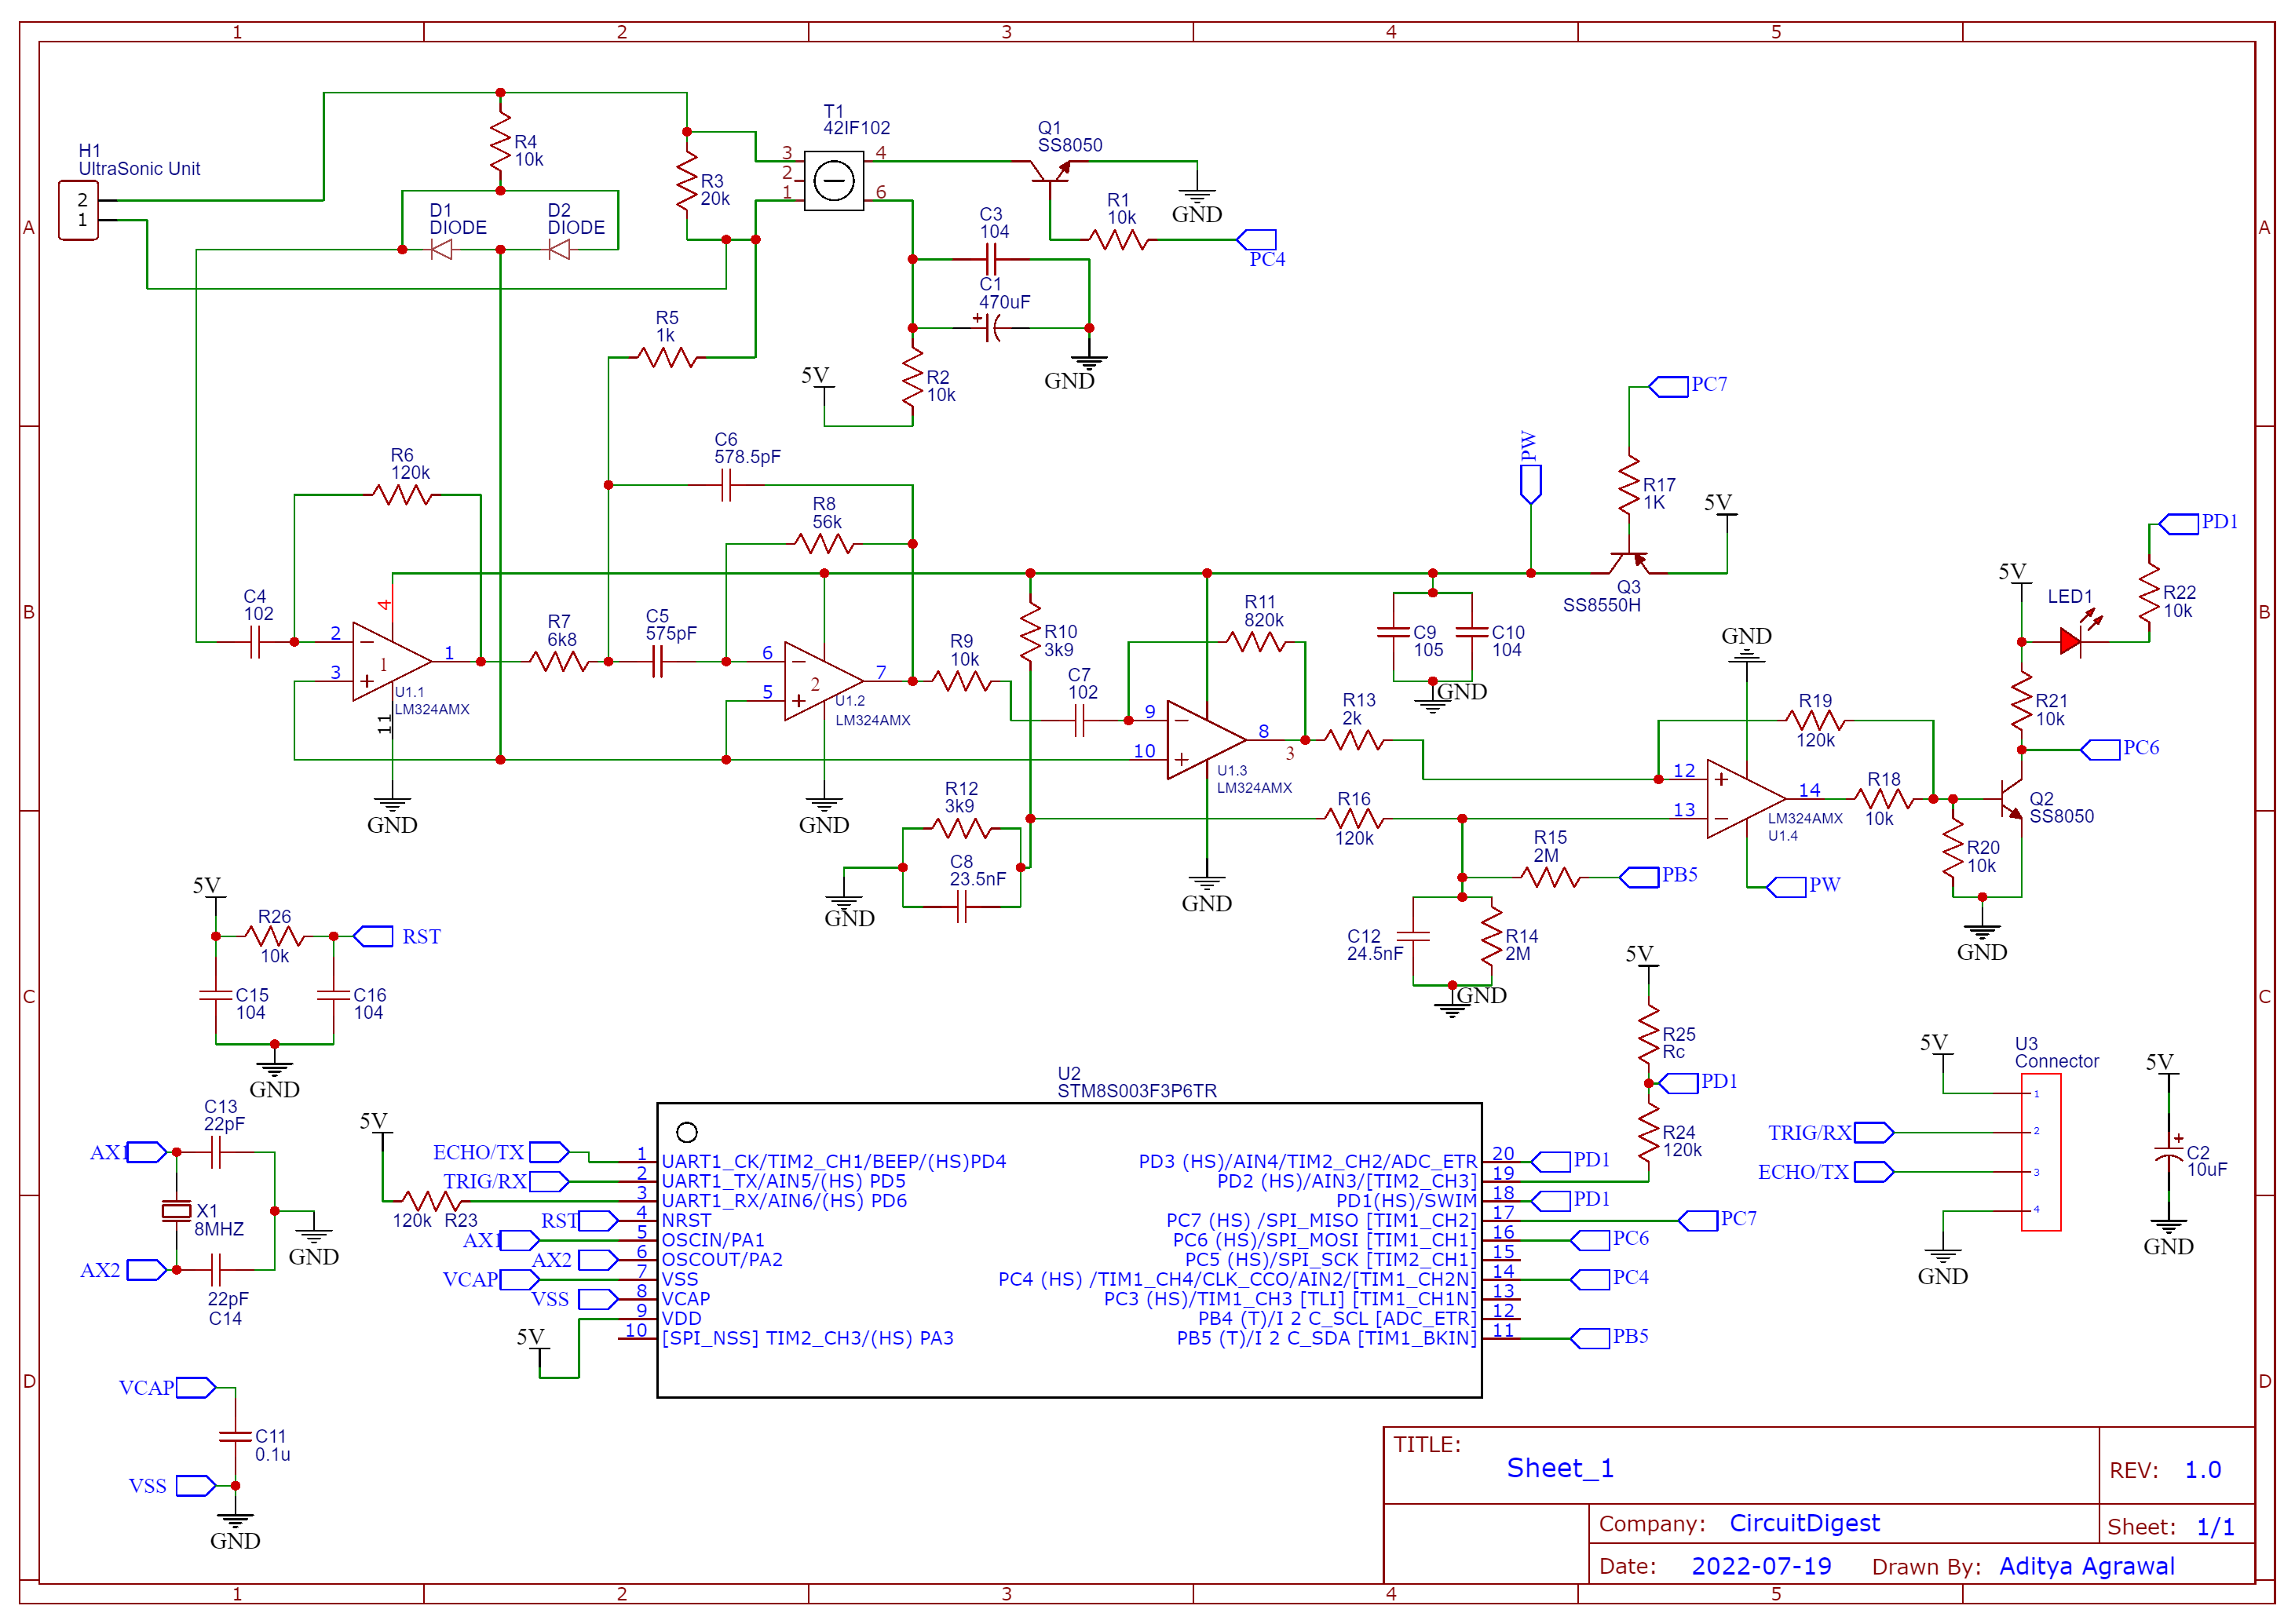 1 2 3 4 5
A
B
C
D
A
B
C
D
H1
UltraSonic Unit
2
1
R4
10k
D1
DIODE
D2
DIODE
R3
20k
T1
42IF102
3
2
1
4
6
Q1
SS8050
GND
R1
10k
PC4
C3
104
C1
470uF
GND
R5
1k
5V
R2
10k
C6
578.5pF
R8
56k
R6
120k
PW
PC7
R17
1K
5V
Q3
SS8550H
PD1
R22
10k
5V
LED1
C4
102
2
3
4
1
1
11
U1.1
LM324AMX
GND
R7
6k8
C5
575pF
6
5
2
7
U1.2
LM324AMX
GND
R9
10k
R10
3k9
C7
102
R11
820k
9
10
8
3
U1.3
LM324AMX
GND
C9
105
C10
104
GND
R13
2k
GND
R19
120k
12
13
14
LM324AMX
U1.4
PW
R18
10k
R21
10k
PC6
Q2
SS8050
R20
10k
GND
R12
3k9
C8
23.5nF
GND
R16
120k
R15
2M
PB5
C12
24.5nF
R14
2M
GND
5V
R26
10k
RST
C15
104
C16
104
GND
C13
22pF
AX1
X1
8MHZ
AX2
22pF
C14
GND
VCAP
C11
0.1u
VSS
GND
5V
120k R23
ECHO/TX
TRIG/RX
RST
AX1
AX2
VCAP
VSS
5V
U2
STM8S003F3P6TR
1 UART1_CK/TIM2_CH1/BEEP/(HS)PD4
2 UART1_TX/AIN5/(HS) PD5
3 UART1_RX/AIN6/(HS) PD6
4 NRST
5 OSCIN/PA1
6 OSCOUT/PA2
7 VSS
8 VCAP
9 VDD
10 [SPI_NSS] TIM2_CH3/(HS) PA3
PD3 (HS)/AIN4/TIM2_CH2/ADC_ETR 20
PD2 (HS)/AIN3/[TIM2_CH3] 19
PD1(HS)/SWIM 18
PC7 (HS) /SPI_MISO [TIM1_CH2] 17
PC6 (HS)/SPI_MOSI [TIM1_CH1] 16
PC5 (HS)/SPI_SCK [TIM2_CH1] 15
PC4 (HS) /TIM1_CH4/CLK_CCO/AIN2/[TIM1_CH2N] 14
PC3 (HS)/TIM1_CH3 [TLI] [TIM1_CH1N] 13
PB4 (T)/I 2 C_SCL [ADC_ETR] 12
PB5 (T)/I 2 C_SDA [TIM1_BKIN] 11
PD1
PD1
PC7
PC6
PC4
PB5
5V
R25
Rc
PD1
R24
120k
5V
U3
Connector
1
2
3
4
TRIG/RX
ECHO/TX
GND
5V
C2
10uF
GND
TITLE:
Sheet_1
REV: 1.0
Company: CircuitDigest
Sheet: 1/1
Date: 2022-07-19 Drawn By: Aditya Agrawal
1 2 3 4 5